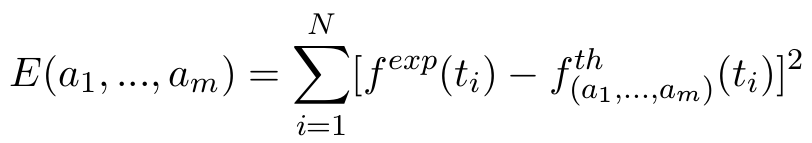 E(a_1, ..., a_m) = \sum_{i=1}^{N} [f^{exp}(t_i) - f^{th}_{(a_1,...,a_m)}(t_i)]^2